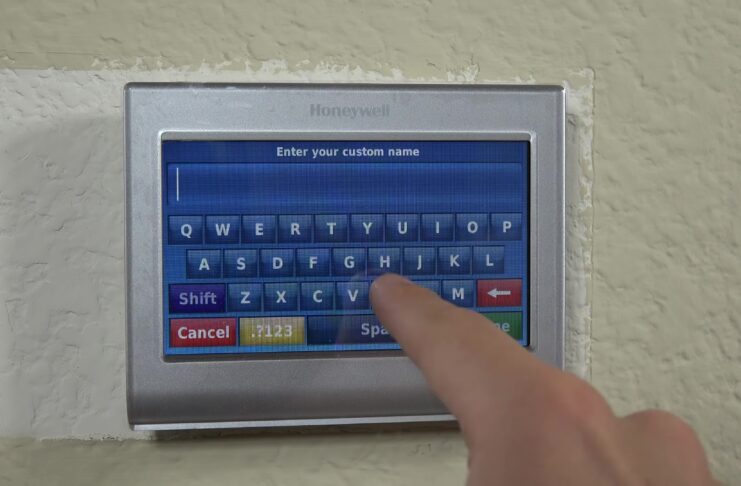 Honeywell
Enter your custom name
Q W E R T Y U I O P
A S D F G H J K L
Shift Z X C V M
Cancel .?123